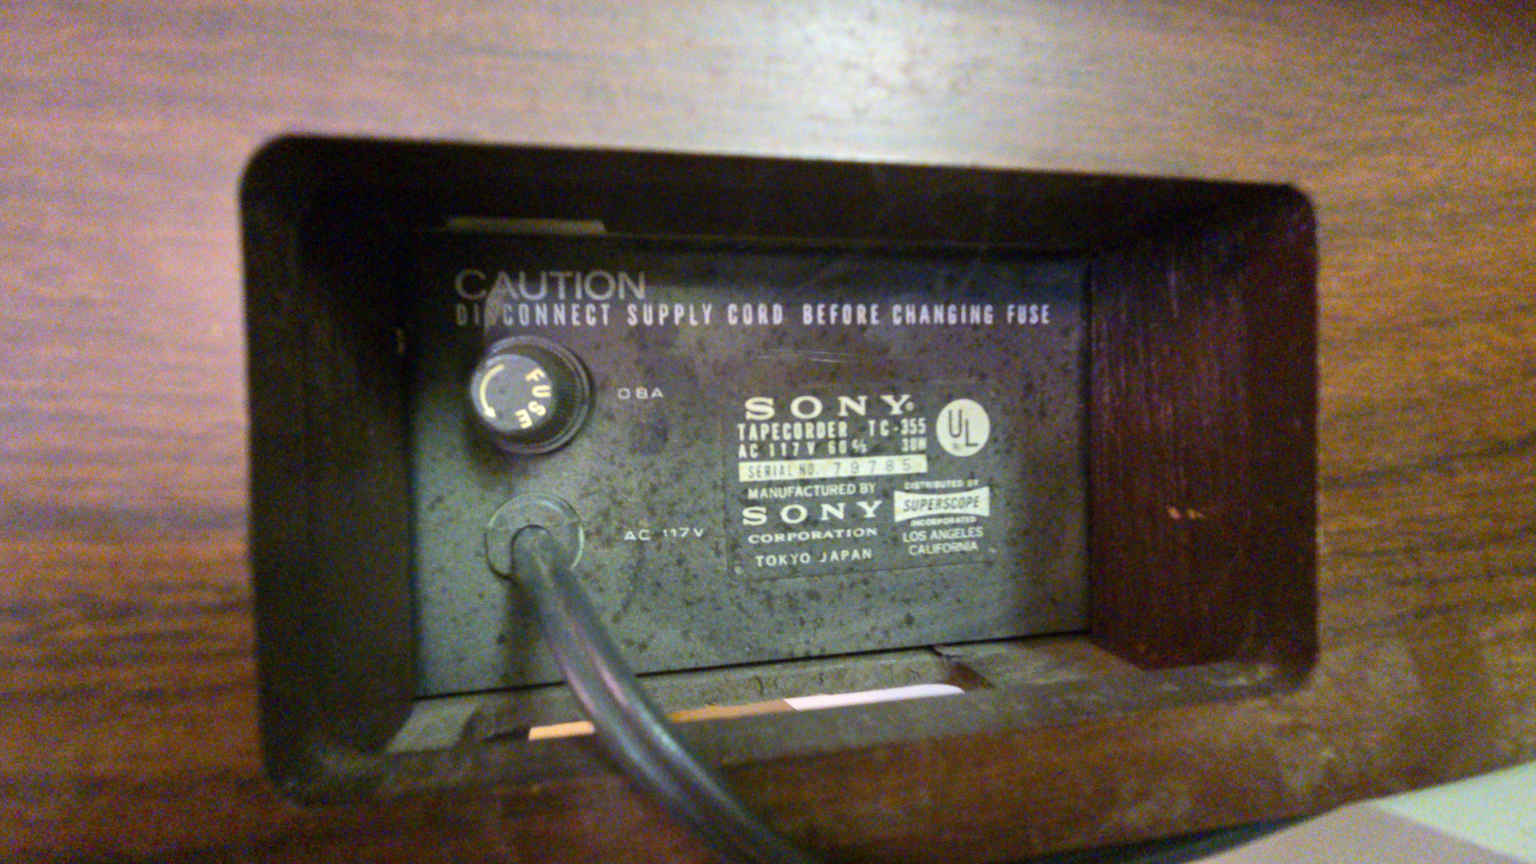 CAUTION
DISCONNECT SUPPLY CORD BEFORE CHANGING FUSE
FUSE
0 8A
SONY®
TAPECORDER TC-355
AC 117V 60 c/s 38W
SERIAL NO. 79785
UL
MANUFACTURED BY
SONY
CORPORATION
TOKYO JAPAN
DISTRIBUTED BY
SUPERSCOPE
INCORPORATED
LOS ANGELES
CALIFORNIA
AC 117V